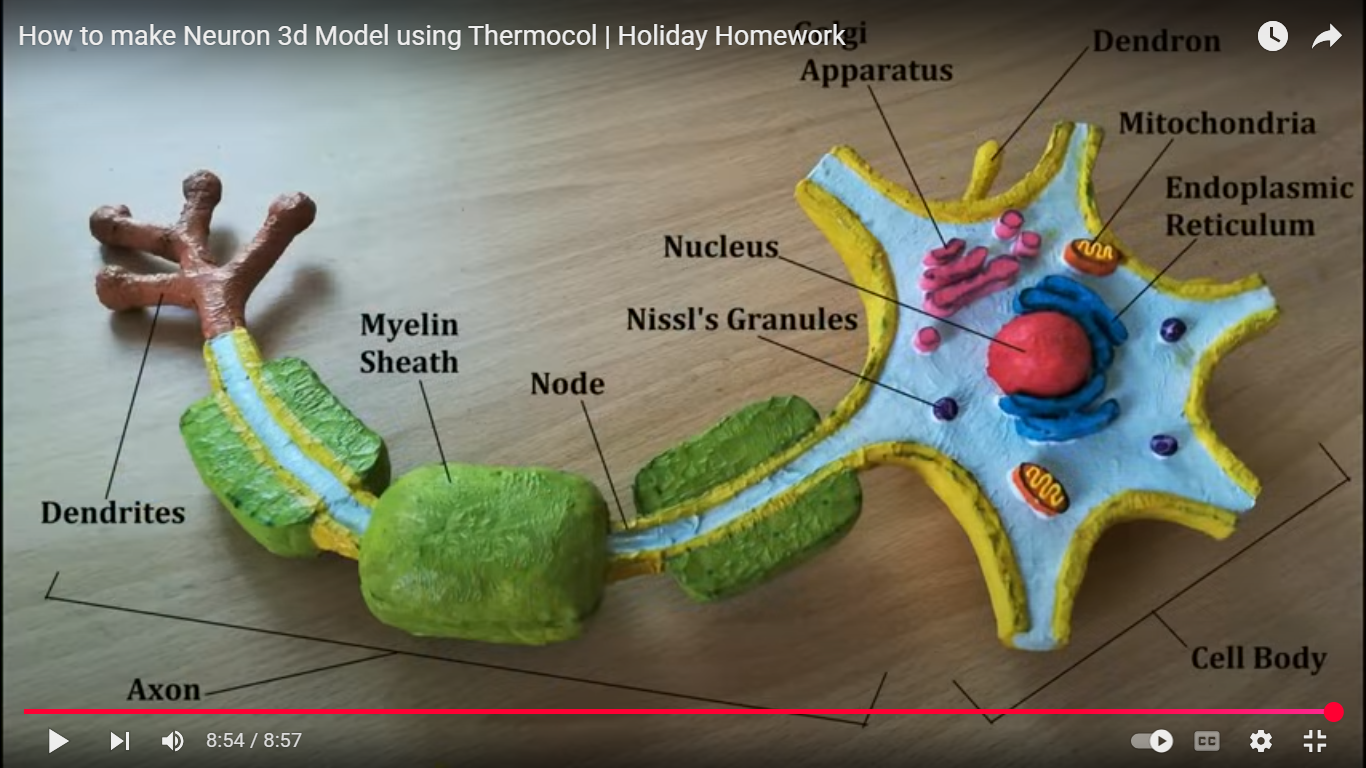 How to make Neuron 3d Model using Thermocol | Holiday Homework
Golgi
Apparatus
Dendron
Mitochondria
Endoplasmic
Reticulum
Nucleus
Nissl's Granules
Myelin
Sheath
Node
Dendrites
Axon
Cell Body
8:54 / 8:57
CC